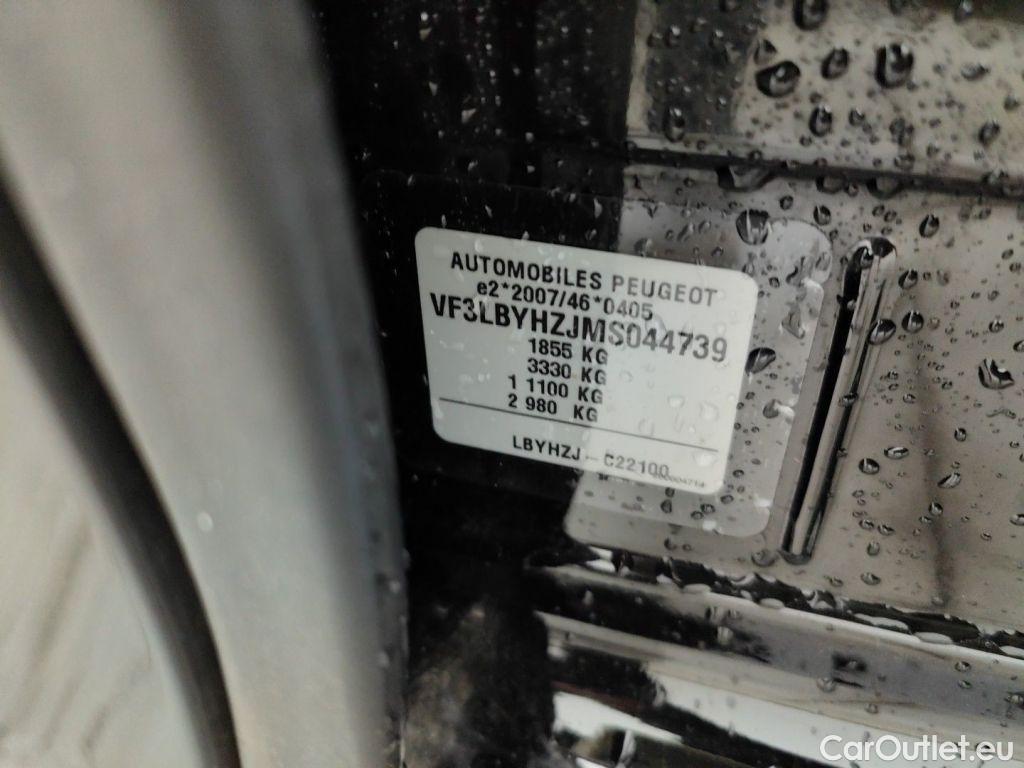 AUTOMOBILES PEUGEOT
e2*2007/46*0405
VF3LBYHZJMS044739
1855 KG
3330 KG
1 1100 KG
2 980 KG
LBYHZJ - C22100
CarOutlet.eu